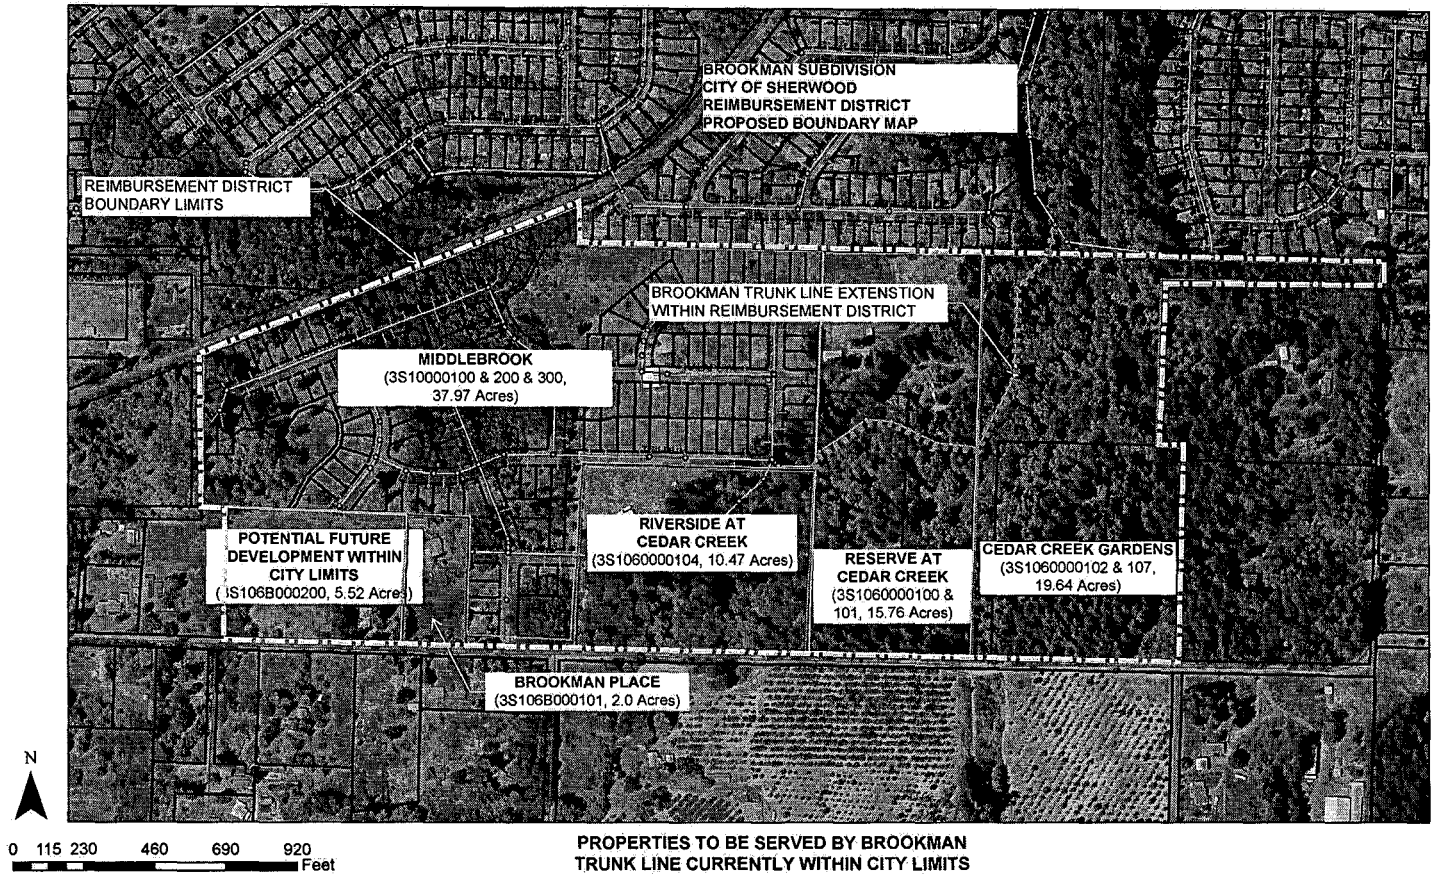 BROOKMAN SUBDIVISION
CITY OF SHERWOOD
REIMBURSEMENT DISTRICT
PROPOSED BOUNDARY MAP
REIMBURSEMENT DISTRICT
BOUNDARY LIMITS
BROOKMAN TRUNK LINE EXTENSTION
WITHIN REIMBURSEMENT DISTRICT
MIDDLEBROOK
(3S10000100 & 200 & 300,
37.97 Acres)
RIVERSIDE AT
CEDAR CREEK
(3S1060000104, 10.47 Acres)
POTENTIAL FUTURE
DEVELOPMENT WITHIN
CITY LIMITS
(3S106B000200, 5.52 Acres)
RESERVE AT
CEDAR CREEK
(3S1060000100 &
101, 15.76 Acres)
CEDAR CREEK GARDENS
(3S1060000102 & 107,
19.64 Acres)
BROOKMAN PLACE
(3S106B000101, 2.0 Acres)
N
0 115 230 460 690 920
Feet
PROPERTIES TO BE SERVED BY BROOKMAN
TRUNK LINE CURRENTLY WITHIN CITY LIMITS